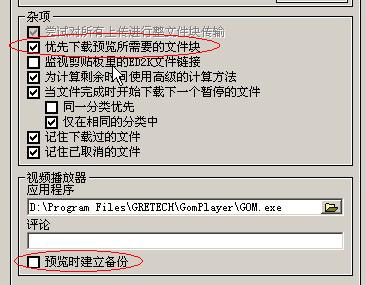 杂项
尝试对所有上传进行整文件块传输
优先下载预览所需要的文件块
监视剪贴板里的ED2K文件链接
为计算剩余时间使用高级的计算方法
当文件完成时开始下载下一个暂停的文件
同一分类优先
仅在相同的分类中
记住下载过的文件
记住已取消的文件
视频播放器
应用程序
D:\Program Files\GRETECH\GomPlayer\GOM.exe
评论
预览时建立备份